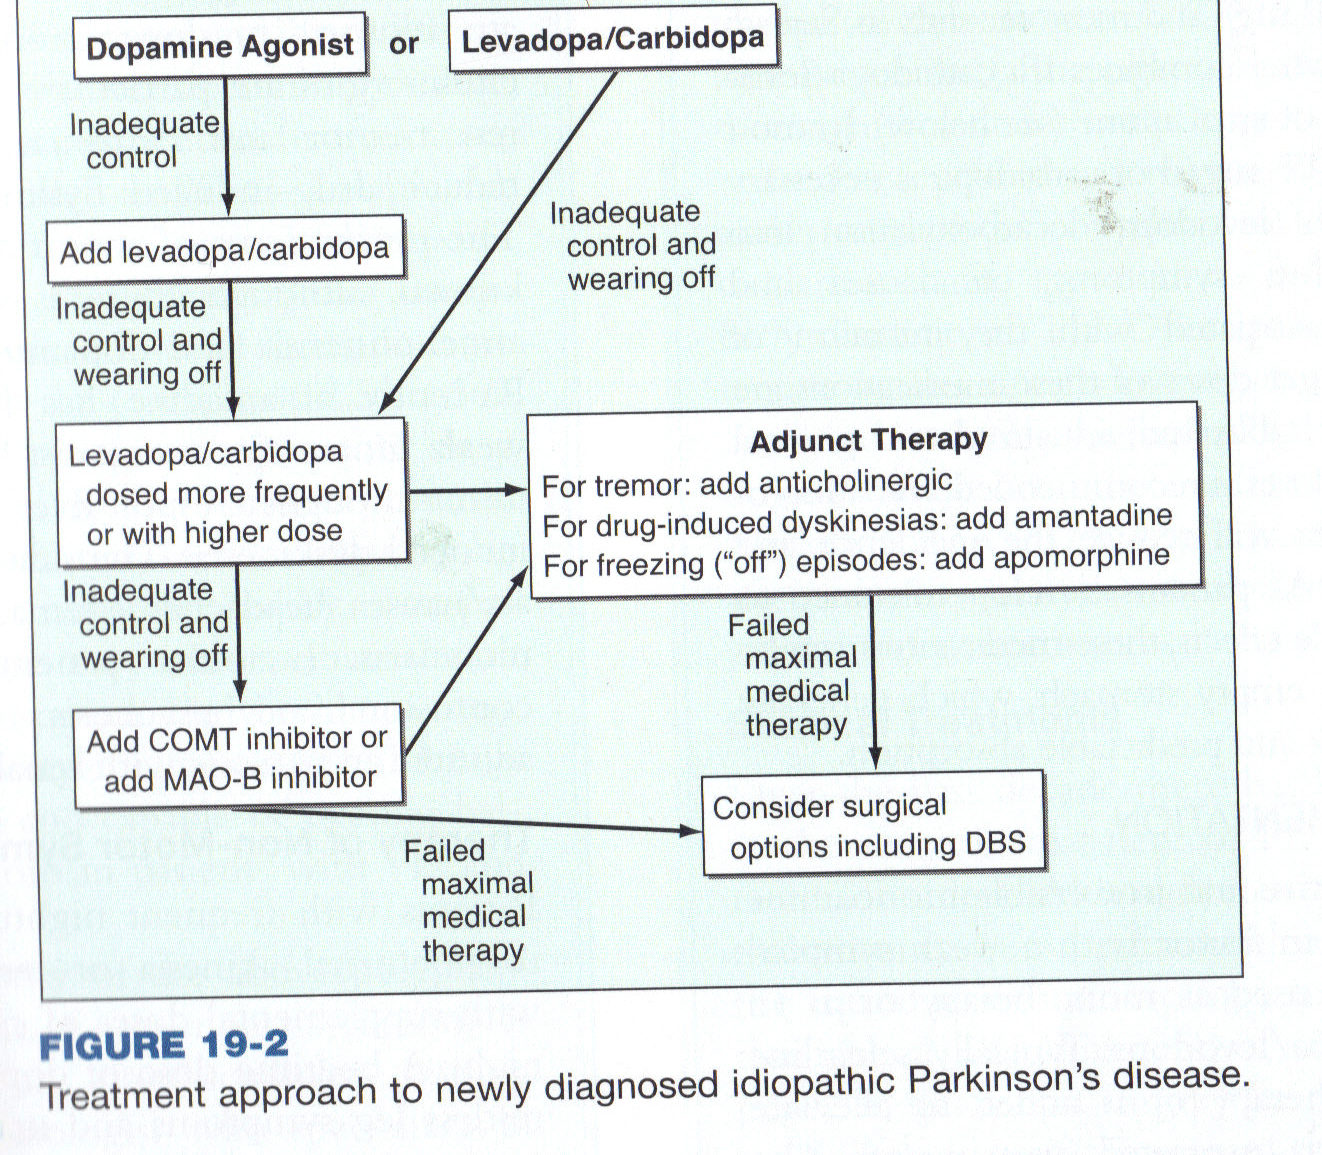 Dopamine Agonist or Levadopa/Carbidopa
Inadequate
control
Inadequate
control and
wearing off
Add levadopa/carbidopa
Inadequate
control and
wearing off
Levadopa/carbidopa
dosed more frequently
or with higher dose
Adjunct Therapy
For tremor: add anticholinergic
For drug-induced dyskinesias: add amantadine
For freezing (“off”) episodes: add apomorphine
Inadequate
control and
wearing off
Failed
maximal
medical
therapy
Add COMT inhibitor or
add MAO-B inhibitor
Consider surgical
options including DBS
Failed
maximal
medical
therapy
FIGURE 19-2
Treatment approach to newly diagnosed idiopathic Parkinson’s disease.